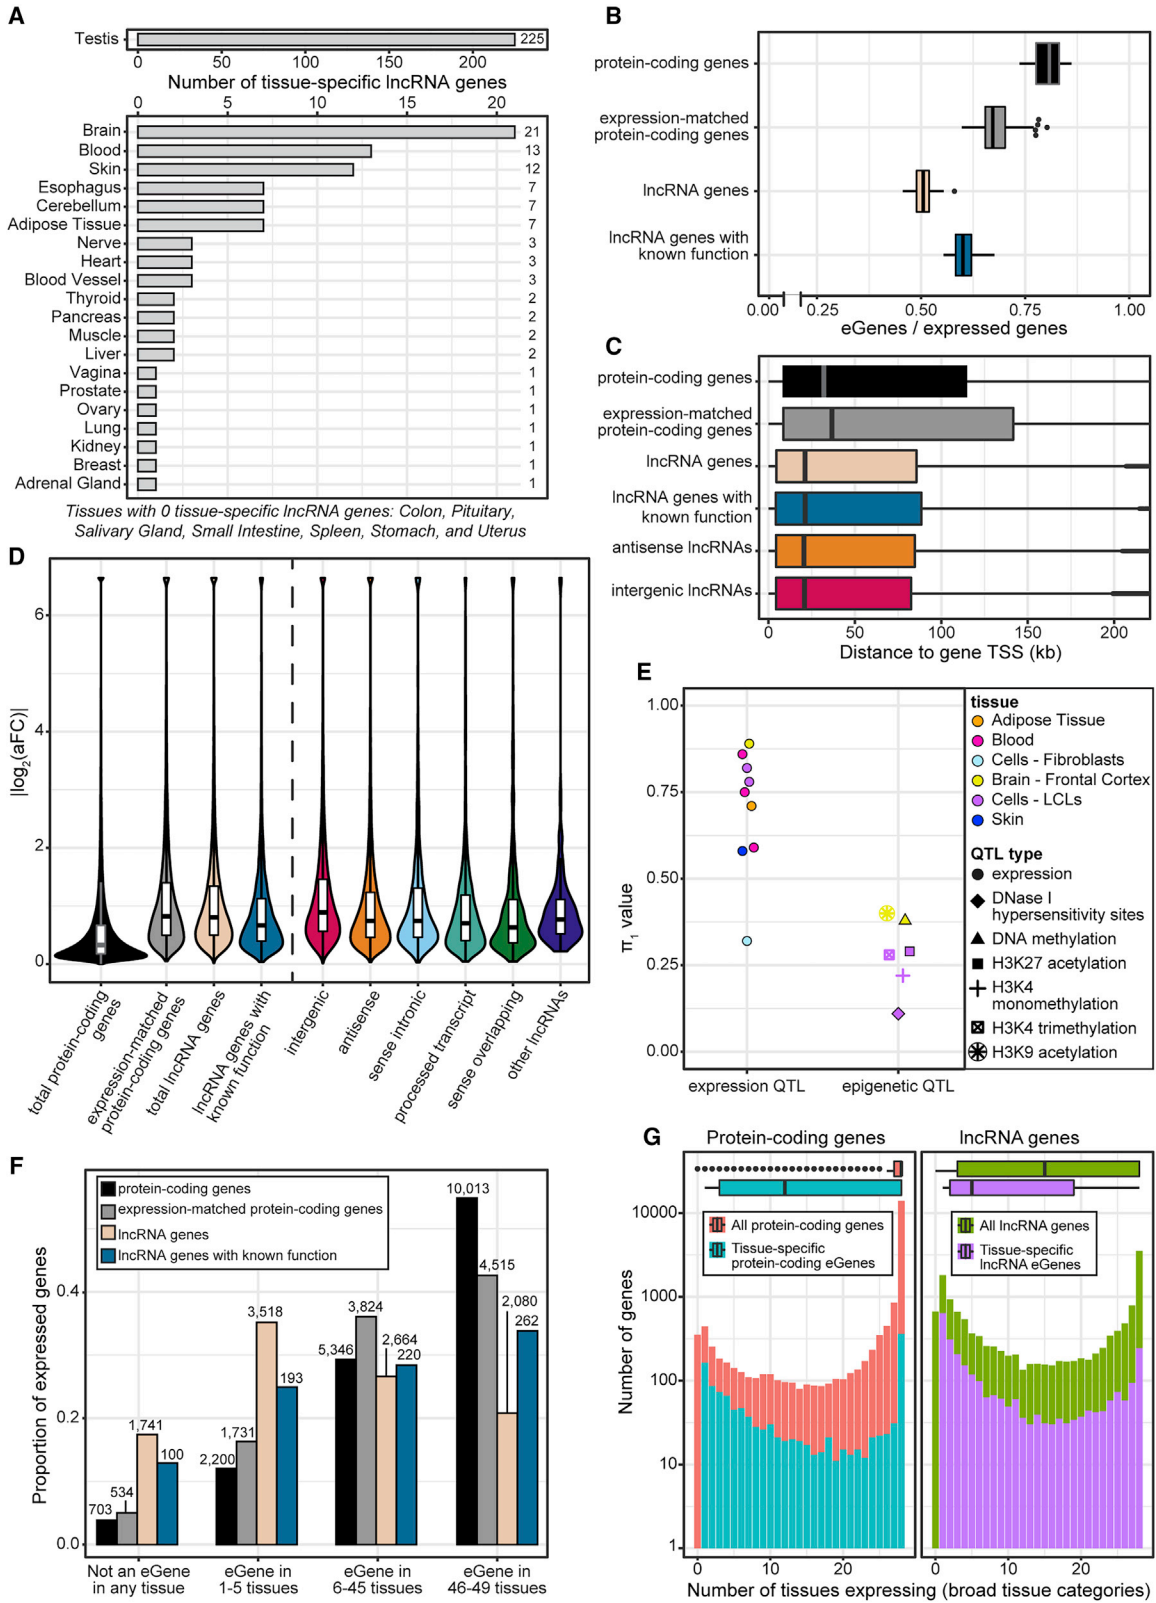 A
Testis
225
0
50
100
150
200
Number of tissue-specific lncRNA genes
0
5
10
15
20
Brain
21
Blood
13
Skin
12
Esophagus
7
Cerebellum
7
Adipose Tissue
7
Nerve
3
Heart
3
Blood Vessel
3
Thyroid
2
Pancreas
2
Muscle
2
Liver
2
Vagina
1
Prostate
1
Ovary
1
Lung
1
Kidney
1
Breast
1
Adrenal Gland
1
Tissues with 0 tissue-specific lncRNA genes: Colon, Pituitary,
Salivary Gland, Small Intestine, Spleen, Stomach, and Uterus
B
protein-coding genes
expression-matched
protein-coding genes
lncRNA genes
lncRNA genes with
known function
0.00
0.25
0.50
0.75
1.00
eGenes / expressed genes
C
protein-coding genes
expression-matched
protein-coding genes
lncRNA genes
lncRNA genes with
known function
antisense lncRNAs
intergenic lncRNAs
0
50
100
150
200
Distance to gene TSS (kb)
D
|log2(aFC)|
6
4
2
0
total protein-coding
genes
expression-matched
protein-coding genes
total lncRNA genes
lncRNA genes with
known function
intergenic
antisense
sense intronic
processed transcript
sense overlapping
other lncRNAs
E
π1 value
1.00
0.75
0.50
0.25
0.00
expression QTL
epigenetic QTL
tissue
Adipose Tissue
Blood
Cells - Fibroblasts
Brain - Frontal Cortex
Cells - LCLs
Skin
QTL type
expression
DNase I
hypersensitivity sites
DNA methylation
H3K27 acetylation
H3K4
monomethylation
H3K4 trimethylation
H3K9 acetylation
F
protein-coding genes
expression-matched protein-coding genes
lncRNA genes
lncRNA genes with known function
Proportion of expressed genes
0.4
0.2
0.0
703
534
1,741
100
2,200
1,731
3,518
193
5,346
3,824
2,664
220
10,013
4,515
2,080
262
Not an eGene
in any tissue
eGene in
1-5 tissues
eGene in
6-45 tissues
eGene in
46-49 tissues
G
Protein-coding genes
lncRNA genes
All protein-coding genes
Tissue-specific
protein-coding eGenes
All lncRNA genes
Tissue-specific
lncRNA eGenes
Number of genes
10000
1000
100
10
1
0
10
20
0
10
20
Number of tissues expressing (broad tissue categories)